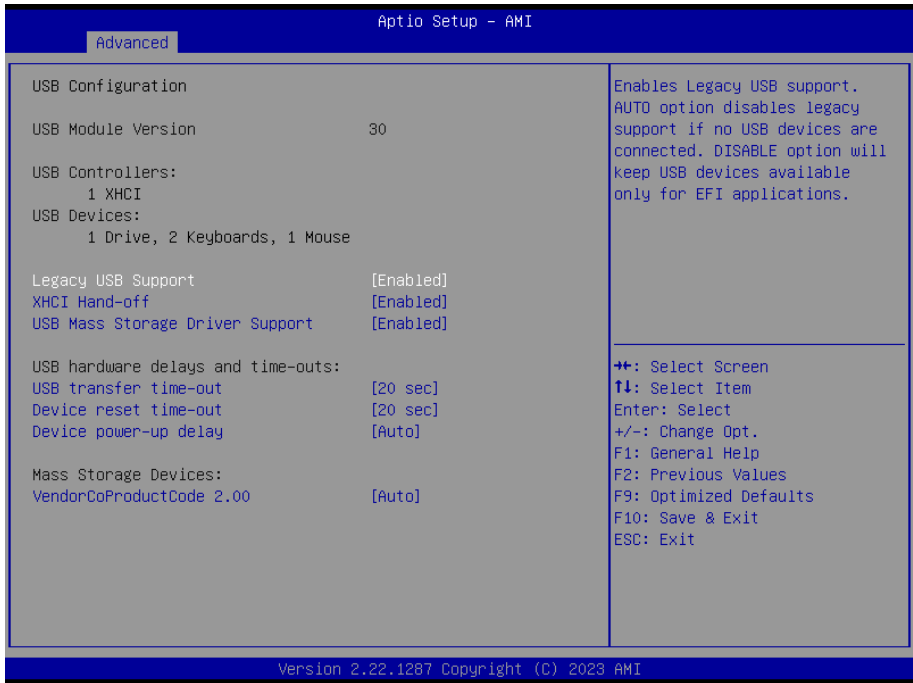 Aptio Setup – AMI
Advanced
USB Configuration
USB Module Version 30
USB Controllers:
1 XHCI
USB Devices:
1 Drive, 2 Keyboards, 1 Mouse
Legacy USB Support [Enabled]
XHCI Hand-off [Enabled]
USB Mass Storage Driver Support [Enabled]
USB hardware delays and time-outs:
USB transfer time-out [20 sec]
Device reset time-out [20 sec]
Device power-up delay [Auto]
Mass Storage Devices:
VendorCoProductCode 2.00 [Auto]
Enables Legacy USB support.
AUTO option disables legacy
support if no USB devices are
connected. DISABLE option will
keep USB devices available
only for EFI applications.
→←: Select Screen
↑↓: Select Item
Enter: Select
+/-: Change Opt.
F1: General Help
F2: Previous Values
F9: Optimized Defaults
F10: Save & Exit
ESC: Exit
Version 2.22.1287 Copyright (C) 2023 AMI